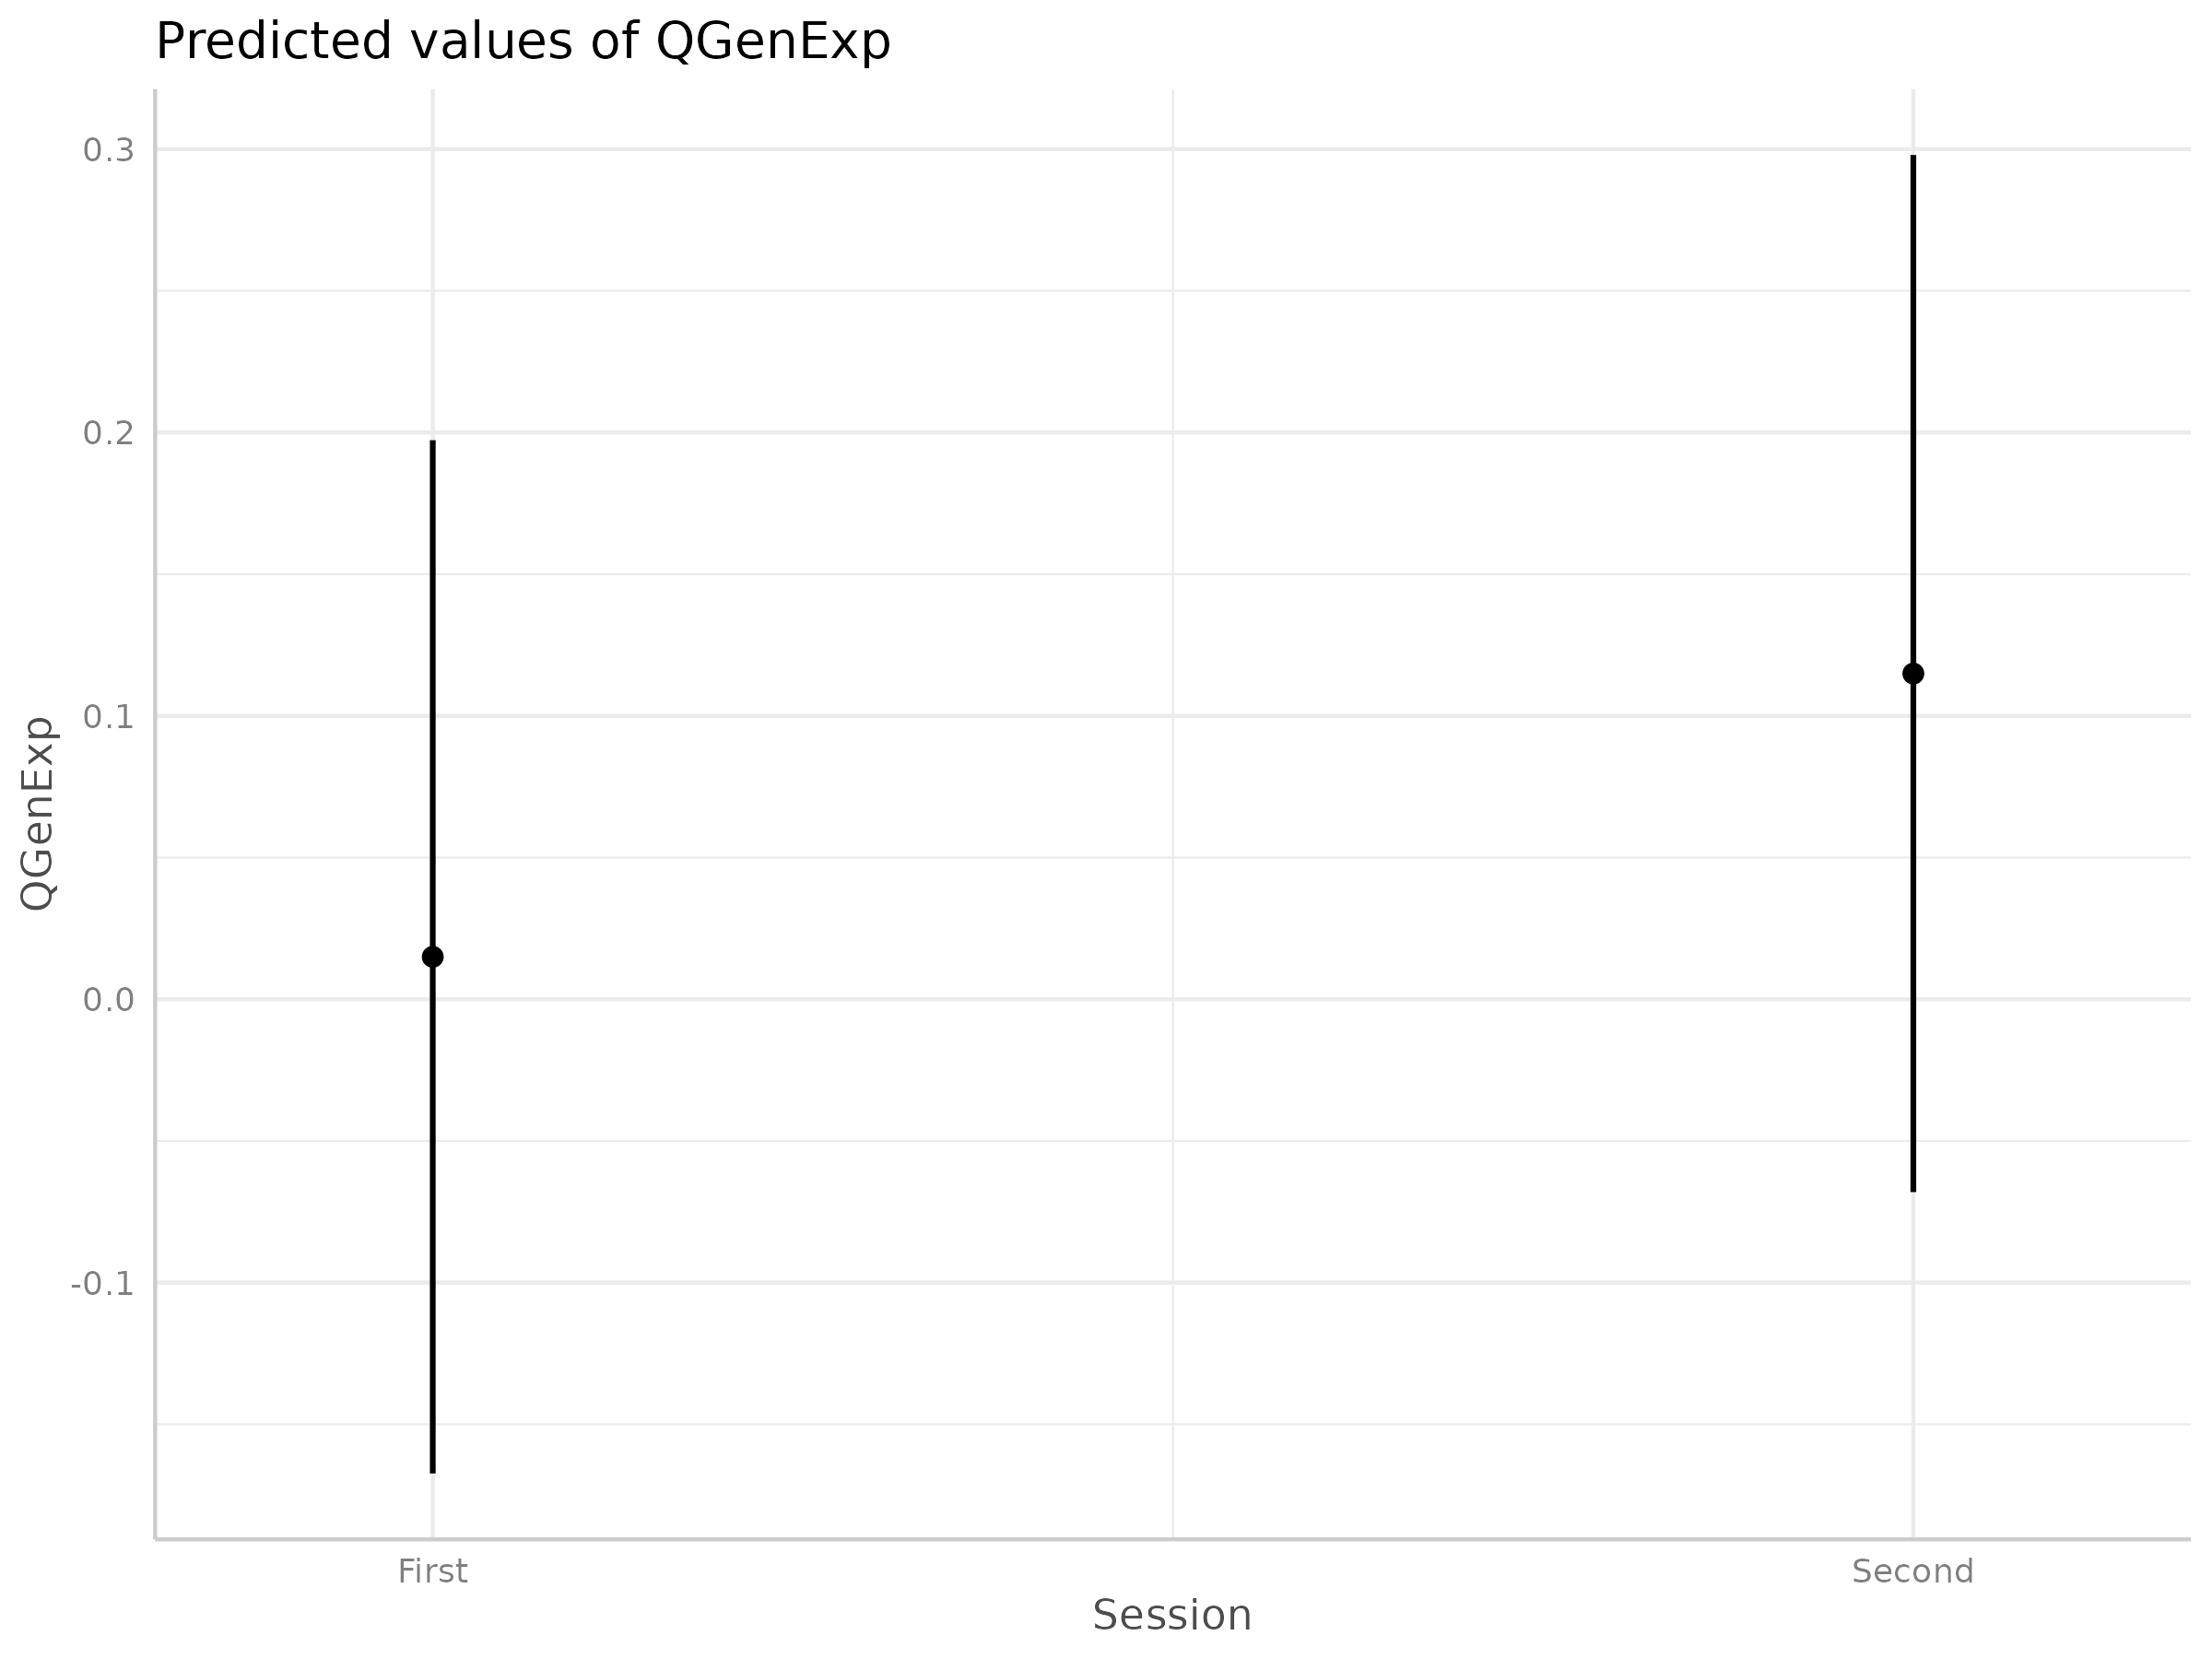 Predicted values of QGenExp
0.3
0.2
0.1
0.0
-0.1
QGenExp
First
Second
Session